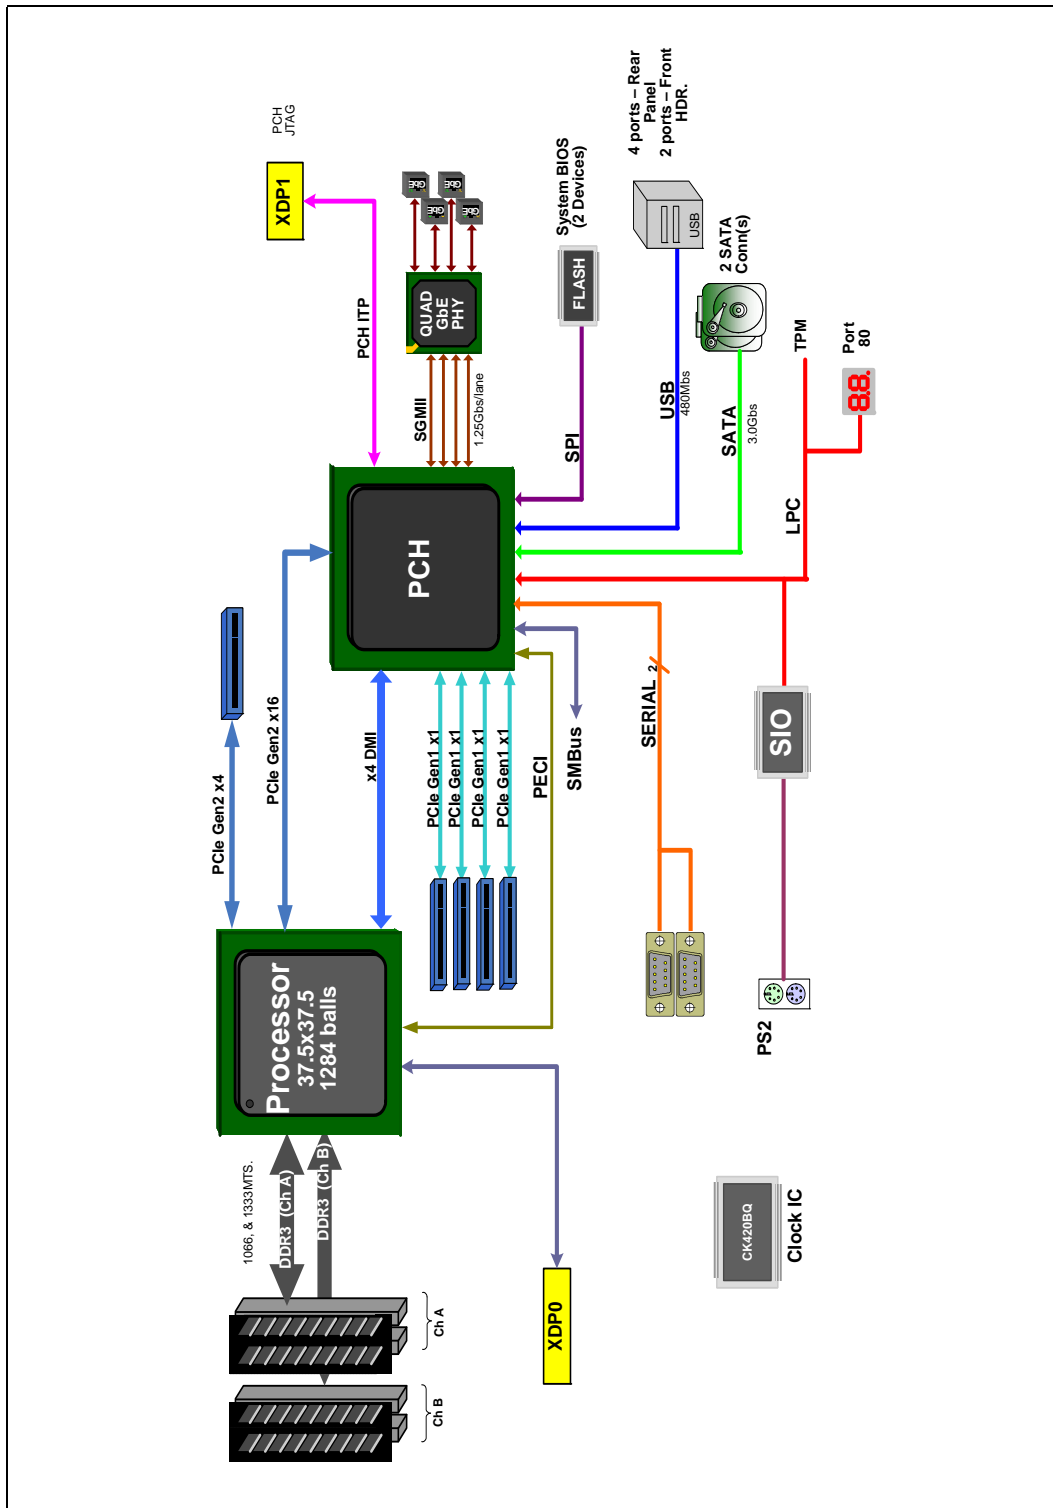 PCH
JTAG
XDP1
PCH ITP
GbE
GbE
GbE
GbE
QUAD
GbE
PHY
SGMII
1.25Gbs/lane
System BIOS
(2 Devices)
FLASH
SPI
4 ports – Rear
Panel
2 ports – Front
HDR.
USB
USB
480Mbs
2 SATA
Conn(s)
SATA
3.0Gbs
TPM
Port
80
8.8.
LPC
PCH
PCIe Gen2 x4
PCIe Gen2 x16
x4 DMI
PCIe Gen1 x1
PCIe Gen1 x1
PCIe Gen1 x1
PCIe Gen1 x1
PECI
SMBus
SERIAL
2
SIO
PS2
Processor
37.5x37.5
1284 balls
1066, & 1333MTS.
DDR3 (Ch A)
DDR3 (Ch B)
Ch A
Ch B
XDP0
CK420BQ
Clock IC